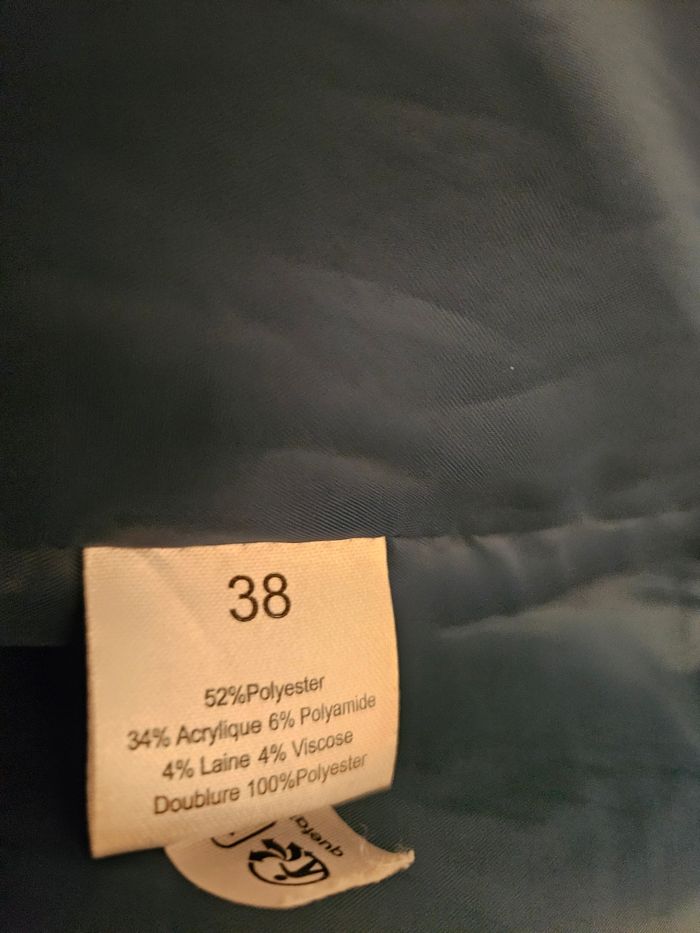 38
52%Polyester
34% Acrylique 6% Polyamide
4% Laine 4% Viscose
Doublure 100%Polyester